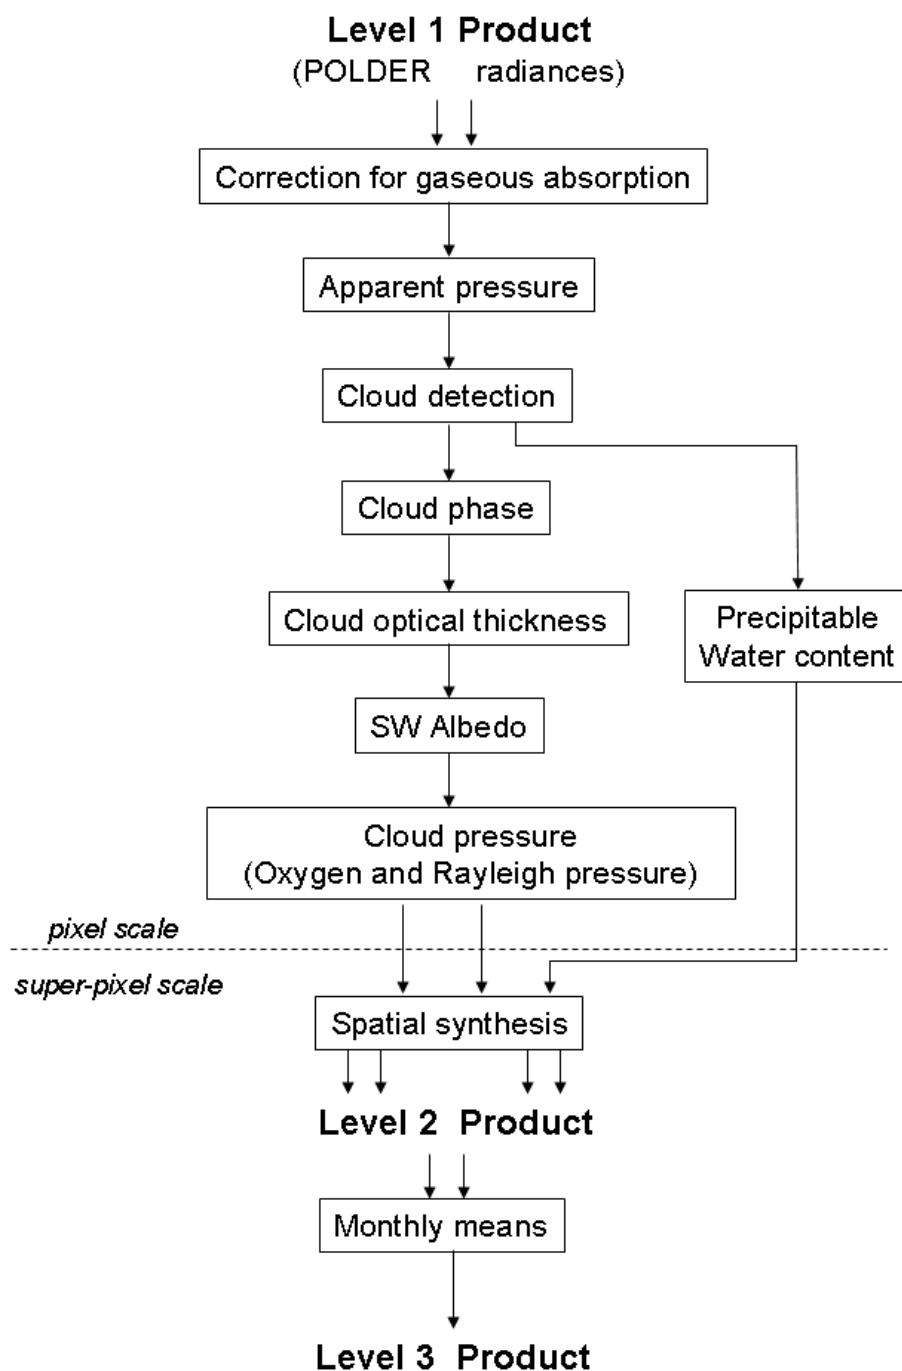 Level 1 Product
(POLDER radiances)
Correction for gaseous absorption
Apparent pressure
Cloud detection
Cloud phase
Cloud optical thickness
Precipitable
Water content
SW Albedo
Cloud pressure
(Oxygen and Rayleigh pressure)
pixel scale
super-pixel scale
Spatial synthesis
Level 2 Product
Monthly means
Level 3 Product